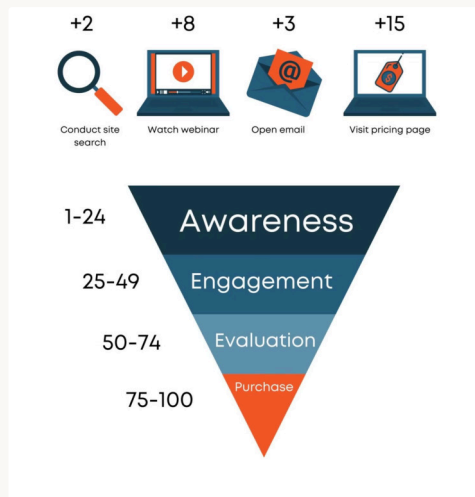 +2
+8
+3
+15
@
$
Conduct site
search
Watch webinar
Open email
Visit pricing page
1-24
Awareness
25-49
Engagement
50-74
Evaluation
75-100
Purchase